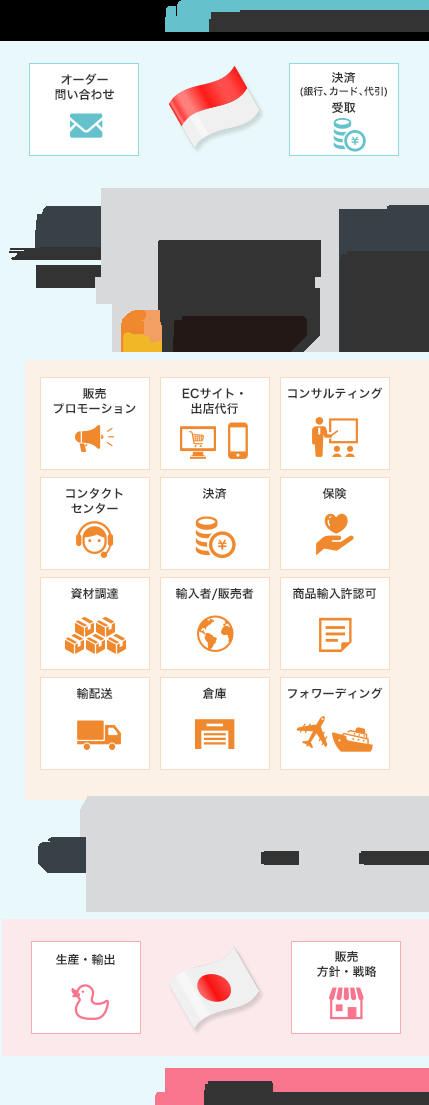 オーダー
問い合わせ
決済
(銀行、カード、代引)
受取
販売
プロモーション
ECサイト・
出店代行
コンサルティング
コンタクト
センター
決済
保険
資材調達
輸入者/販売者
商品輸入許認可
輸配送
倉庫
フォワーディング
生産・輸出
販売
方針・戦略